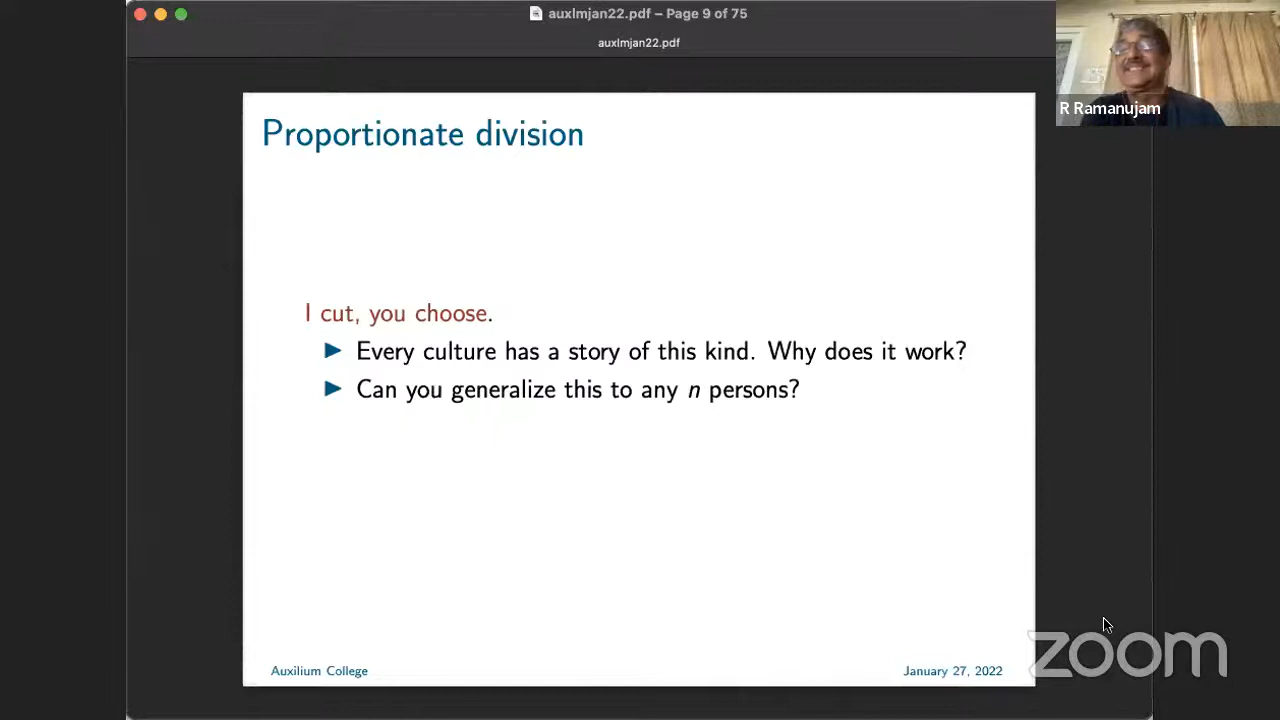 auxlmjan22.pdf – Page 9 of 75
auxlmjan22.pdf
R Ramanujam
Proportionate division
I cut, you choose.
Every culture has a story of this kind. Why does it work?
Can you generalize this to any n persons?
Auxilium College
January 27, 2022
zoom